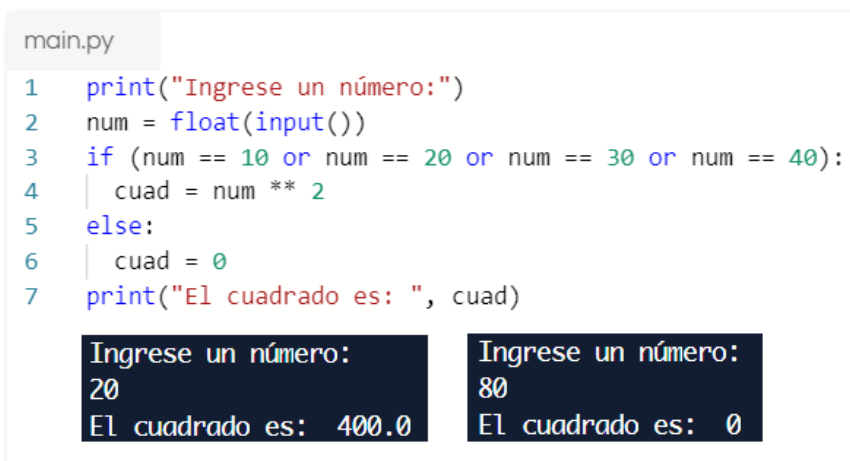 main.py
1 print("Ingrese un número:")
2 num = float(input())
3 if (num == 10 or num == 20 or num == 30 or num == 40):
4 cuad = num ** 2
5 else:
6 cuad = 0
7 print("El cuadrado es: ", cuad)
Ingrese un número:
20
El cuadrado es:  400.0
Ingrese un número:
80
El cuadrado es:  0